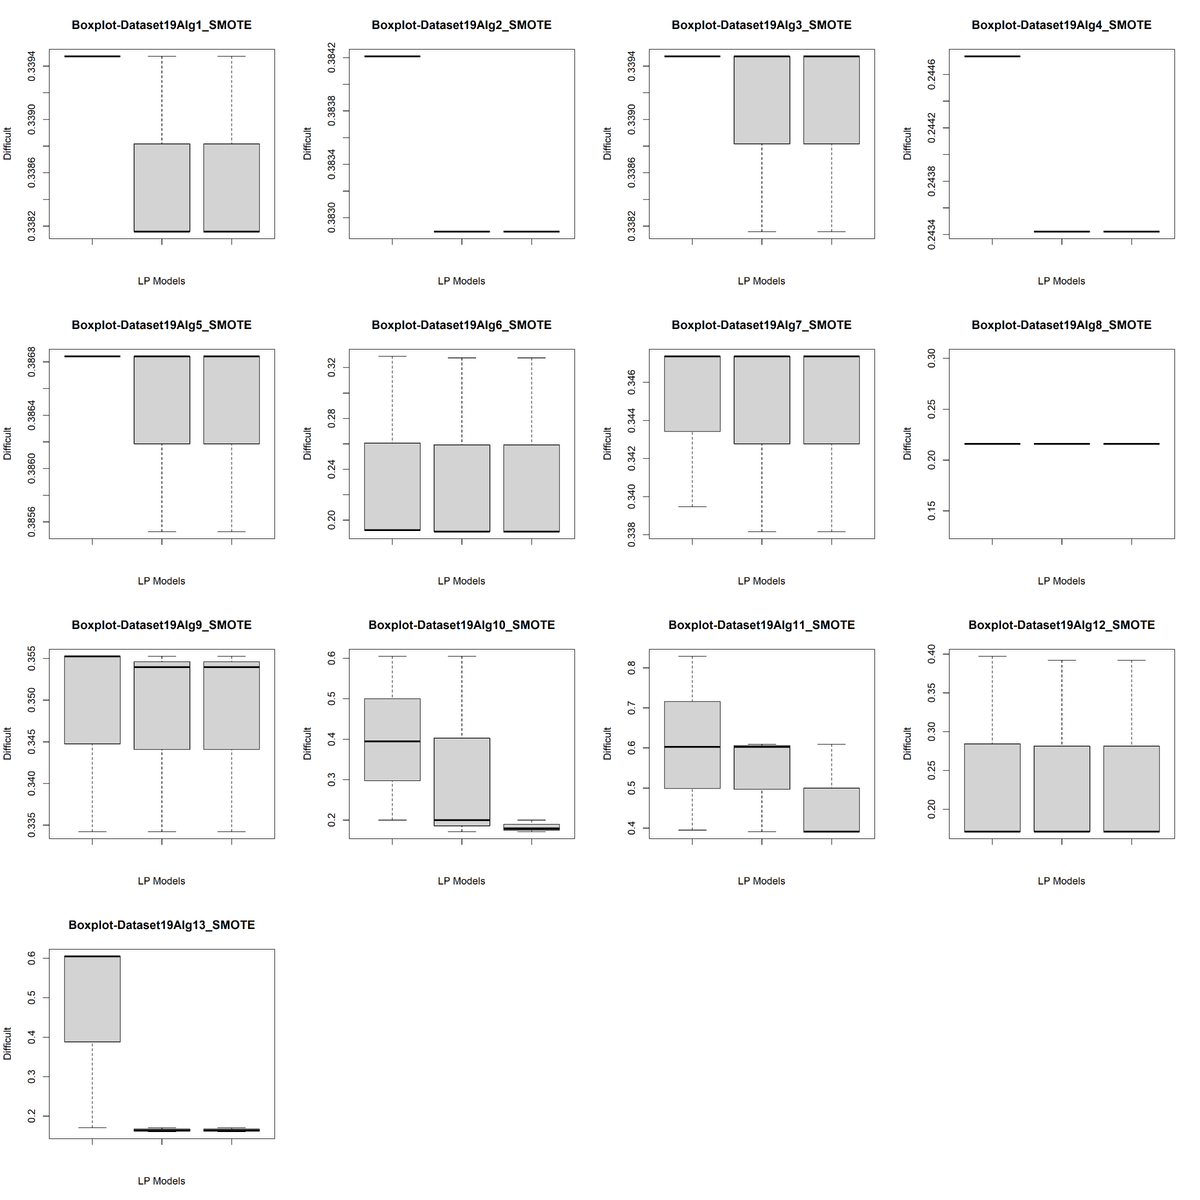 Boxplot-Dataset19Alg1_SMOTE
Difficult
0.3382 0.3386 0.3390 0.3394
LP Models
Boxplot-Dataset19Alg2_SMOTE
Difficult
0.3830 0.3834 0.3838 0.3842
LP Models
Boxplot-Dataset19Alg3_SMOTE
Difficult
0.3382 0.3386 0.3390 0.3394
LP Models
Boxplot-Dataset19Alg4_SMOTE
Difficult
0.2434 0.2438 0.2442 0.2446
LP Models
Boxplot-Dataset19Alg5_SMOTE
Difficult
0.3856 0.3860 0.3864 0.3868
LP Models
Boxplot-Dataset19Alg6_SMOTE
Difficult
0.20 0.24 0.28 0.32
LP Models
Boxplot-Dataset19Alg7_SMOTE
Difficult
0.338 0.340 0.342 0.344 0.346
LP Models
Boxplot-Dataset19Alg8_SMOTE
Difficult
0.15 0.20 0.25 0.30
LP Models
Boxplot-Dataset19Alg9_SMOTE
Difficult
0.335 0.340 0.345 0.350 0.355
LP Models
Boxplot-Dataset19Alg10_SMOTE
Difficult
0.2 0.3 0.4 0.5 0.6
LP Models
Boxplot-Dataset19Alg11_SMOTE
Difficult
0.4 0.5 0.6 0.7 0.8
LP Models
Boxplot-Dataset19Alg12_SMOTE
Difficult
0.20 0.25 0.30 0.35 0.40
LP Models
Boxplot-Dataset19Alg13_SMOTE
Difficult
0.2 0.3 0.4 0.5 0.6
LP Models